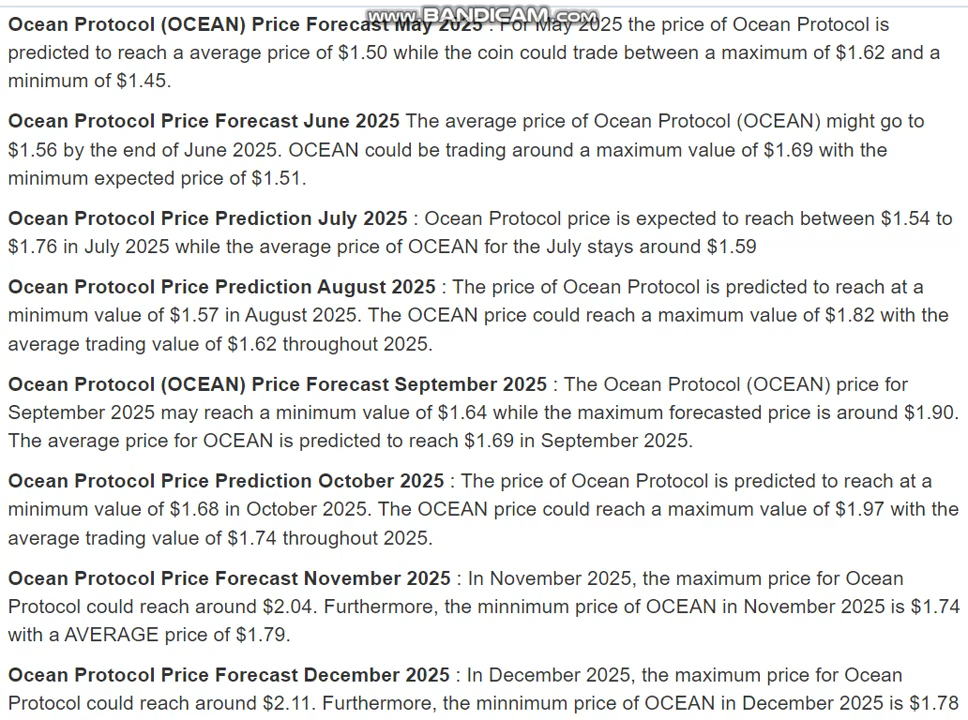 www.BANDICAM.com
Ocean Protocol (OCEAN) Price Forecast May 2025 : For May 2025 the price of Ocean Protocol is
predicted to reach a average price of $1.50 while the coin could trade between a maximum of $1.62 and a
minimum of $1.45.
Ocean Protocol Price Forecast June 2025 The average price of Ocean Protocol (OCEAN) might go to
$1.56 by the end of June 2025. OCEAN could be trading around a maximum value of $1.69 with the
minimum expected price of $1.51.
Ocean Protocol Price Prediction July 2025 : Ocean Protocol price is expected to reach between $1.54 to
$1.76 in July 2025 while the average price of OCEAN for the July stays around $1.59
Ocean Protocol Price Prediction August 2025 : The price of Ocean Protocol is predicted to reach at a
minimum value of $1.57 in August 2025. The OCEAN price could reach a maximum value of $1.82 with the
average trading value of $1.62 throughout 2025.
Ocean Protocol (OCEAN) Price Forecast September 2025 : The Ocean Protocol (OCEAN) price for
September 2025 may reach a minimum value of $1.64 while the maximum forecasted price is around $1.90.
The average price for OCEAN is predicted to reach $1.69 in September 2025.
Ocean Protocol Price Prediction October 2025 : The price of Ocean Protocol is predicted to reach at a
minimum value of $1.68 in October 2025. The OCEAN price could reach a maximum value of $1.97 with the
average trading value of $1.74 throughout 2025.
Ocean Protocol Price Forecast November 2025 : In November 2025, the maximum price for Ocean
Protocol could reach around $2.04. Furthermore, the minnimum price of OCEAN in November 2025 is $1.74
with a AVERAGE price of $1.79.
Ocean Protocol Price Forecast December 2025 : In December 2025, the maximum price for Ocean
Protocol could reach around $2.11. Furthermore, the minnimum price of OCEAN in December 2025 is $1.78